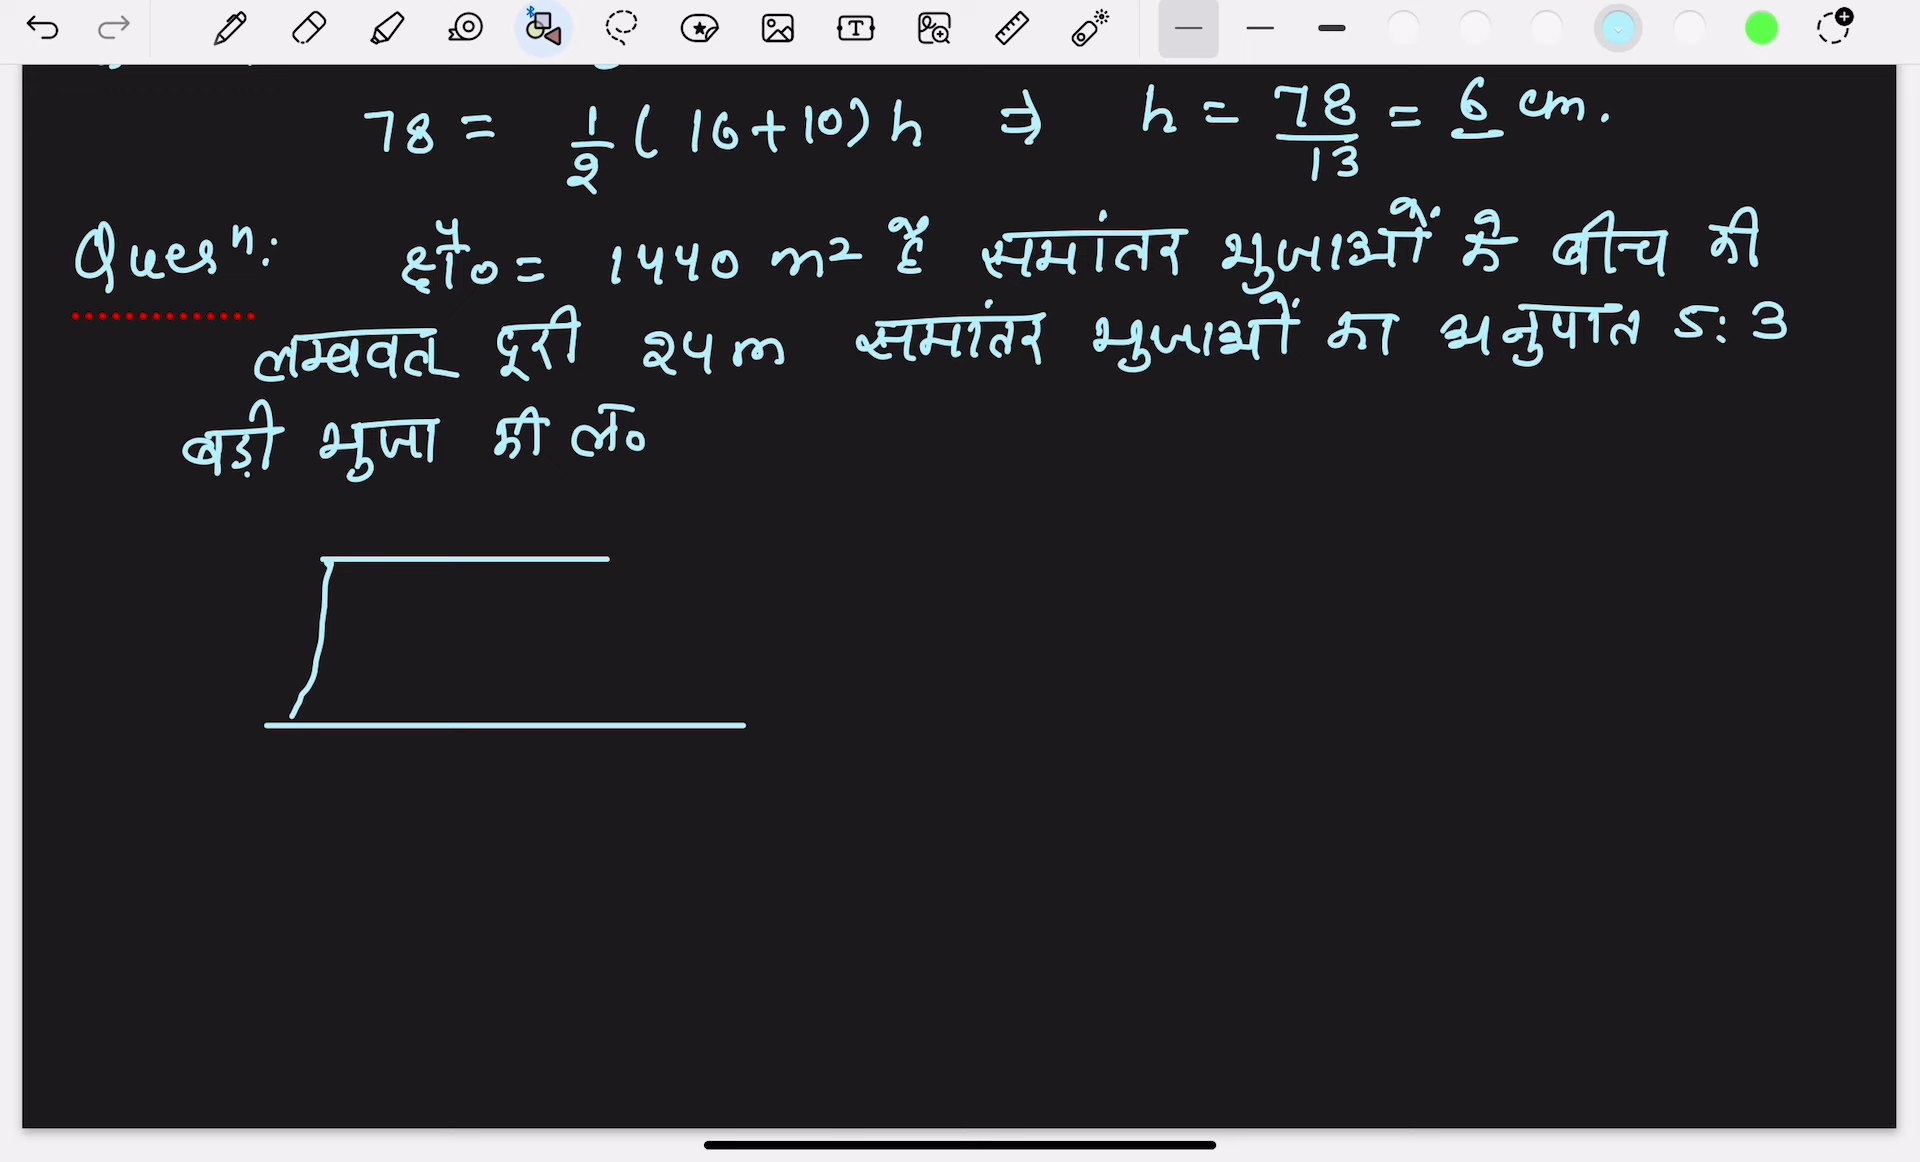 78 = 1/2 ( 16 + 10 ) h ⇒ h = 78/13 = 6 cm.
Quesⁿ: क्षे० = 1440 m² है समांतर भुजाओं के बीच की
लम्बवत दूरी 24 m समांतर भुजाओं का अनुपात 5:3
बड़ी भुजा की लं०